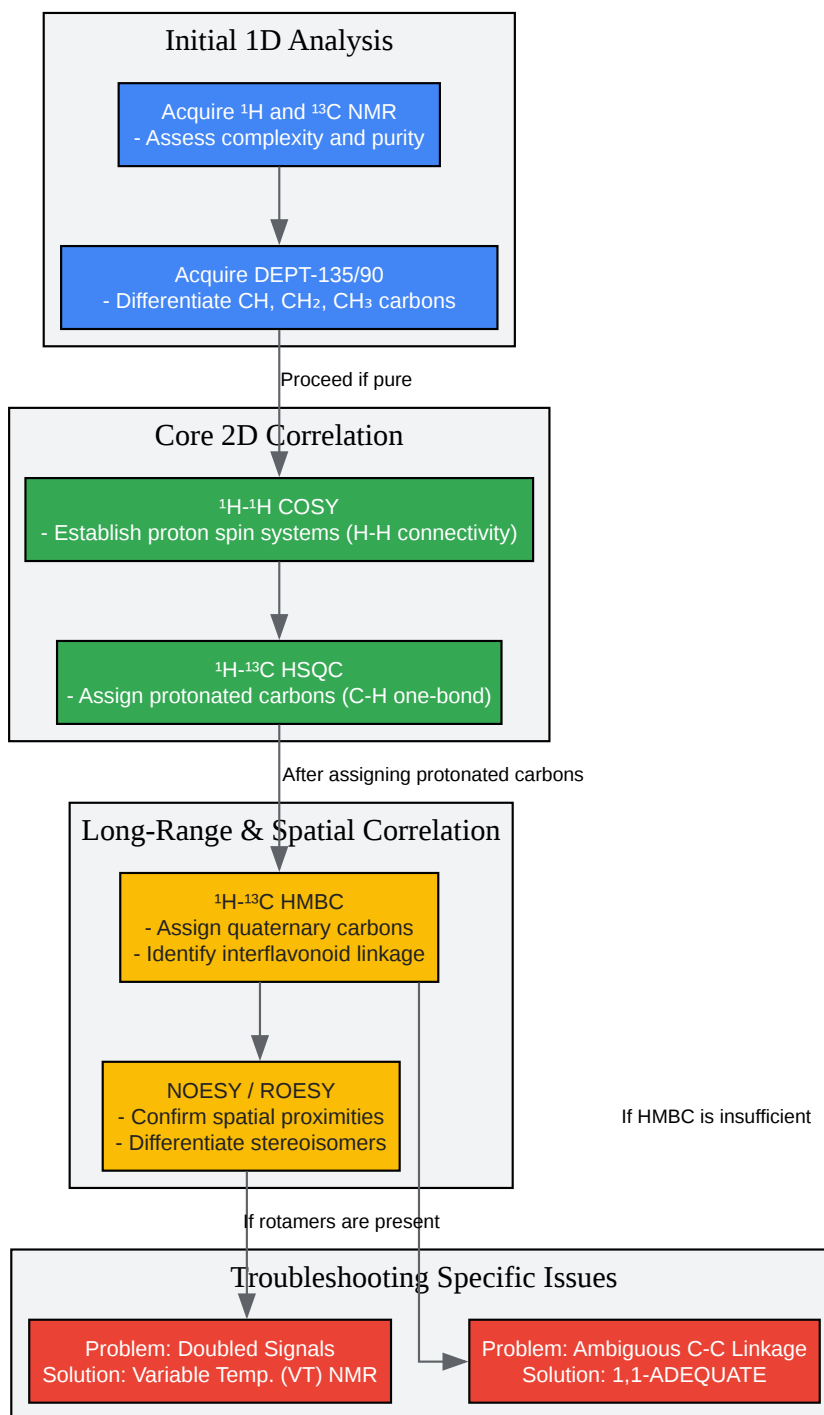 Initial 1D Analysis
Acquire ¹H and ¹³C NMR
- Assess complexity and purity
Acquire DEPT-135/90
- Differentiate CH, CH₂, CH₃ carbons
Proceed if pure
Core 2D Correlation
¹H-¹H COSY
- Establish proton spin systems (H-H connectivity)
¹H-¹³C HSQC
- Assign protonated carbons (C-H one-bond)
After assigning protonated carbons
Long-Range & Spatial Correlation
¹H-¹³C HMBC
- Assign quaternary carbons
- Identify interflavonoid linkage
NOESY / ROESY
- Confirm spatial proximities
- Differentiate stereoisomers
If HMBC is insufficient
If rotamers are present
Troubleshooting Specific Issues
Problem: Doubled Signals
Solution: Variable Temp. (VT) NMR
Problem: Ambiguous C-C Linkage
Solution: 1,1-ADEQUATE